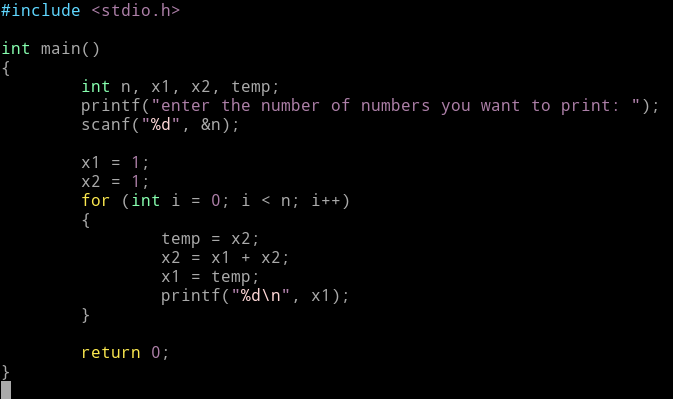 #include <stdio.h>

int main()
{
        int n, x1, x2, temp;
        printf("enter the number of numbers you want to print: ");
        scanf("%d", &n);

        x1 = 1;
        x2 = 1;
        for (int i = 0; i < n; i++)
        {
                temp = x2;
                x2 = x1 + x2;
                x1 = temp;
                printf("%d\n", x1);
        }

        return 0;
}